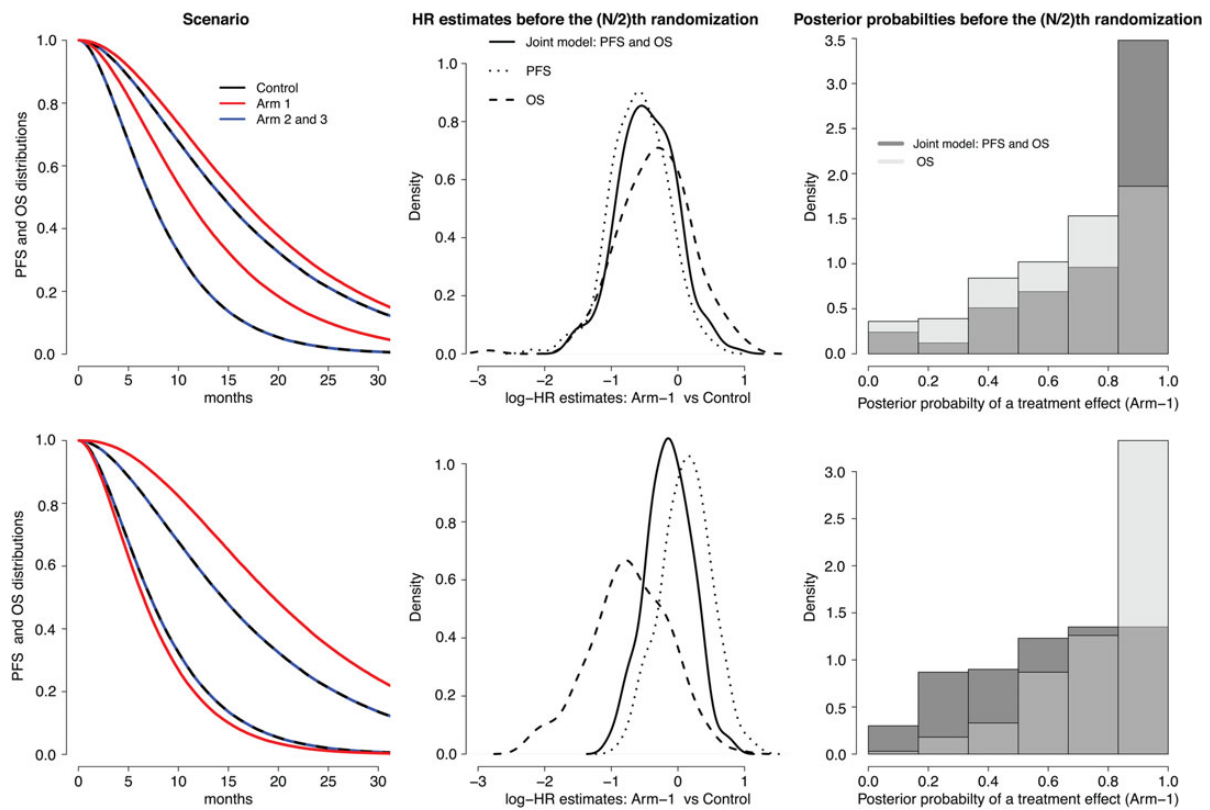 Scenario
HR estimates before the (N/2)th randomization
Posterior probabilties before the (N/2)th randomization
PFS and OS distributions
1.0
0.8
0.6
0.4
0.2
0.0
Control
Arm 1
Arm 2 and 3
0 5 10 15 20 25 30
months
Joint model: PFS and OS
PFS
OS
Density
1.0
0.8
0.6
0.4
0.2
0.0
−3 −2 −1 0 1
log−HR estimates: Arm−1 vs Control
Density
3.5
3.0
2.5
2.0
1.5
1.0
0.5
0.0
Joint model: PFS and OS
OS
0.0 0.2 0.4 0.6 0.8 1.0
Posterior probabilty of a treatment effect (Arm−1)
PFS and OS distributions
1.0
0.8
0.6
0.4
0.2
0.0
0 5 10 15 20 25 30
months
Density
1.0
0.8
0.6
0.4
0.2
0.0
−3 −2 −1 0 1
log−HR estimates: Arm−1 vs Control
Density
3.0
2.5
2.0
1.5
1.0
0.5
0.0
0.0 0.2 0.4 0.6 0.8 1.0
Posterior probabilty of a treatment effect (Arm−1)